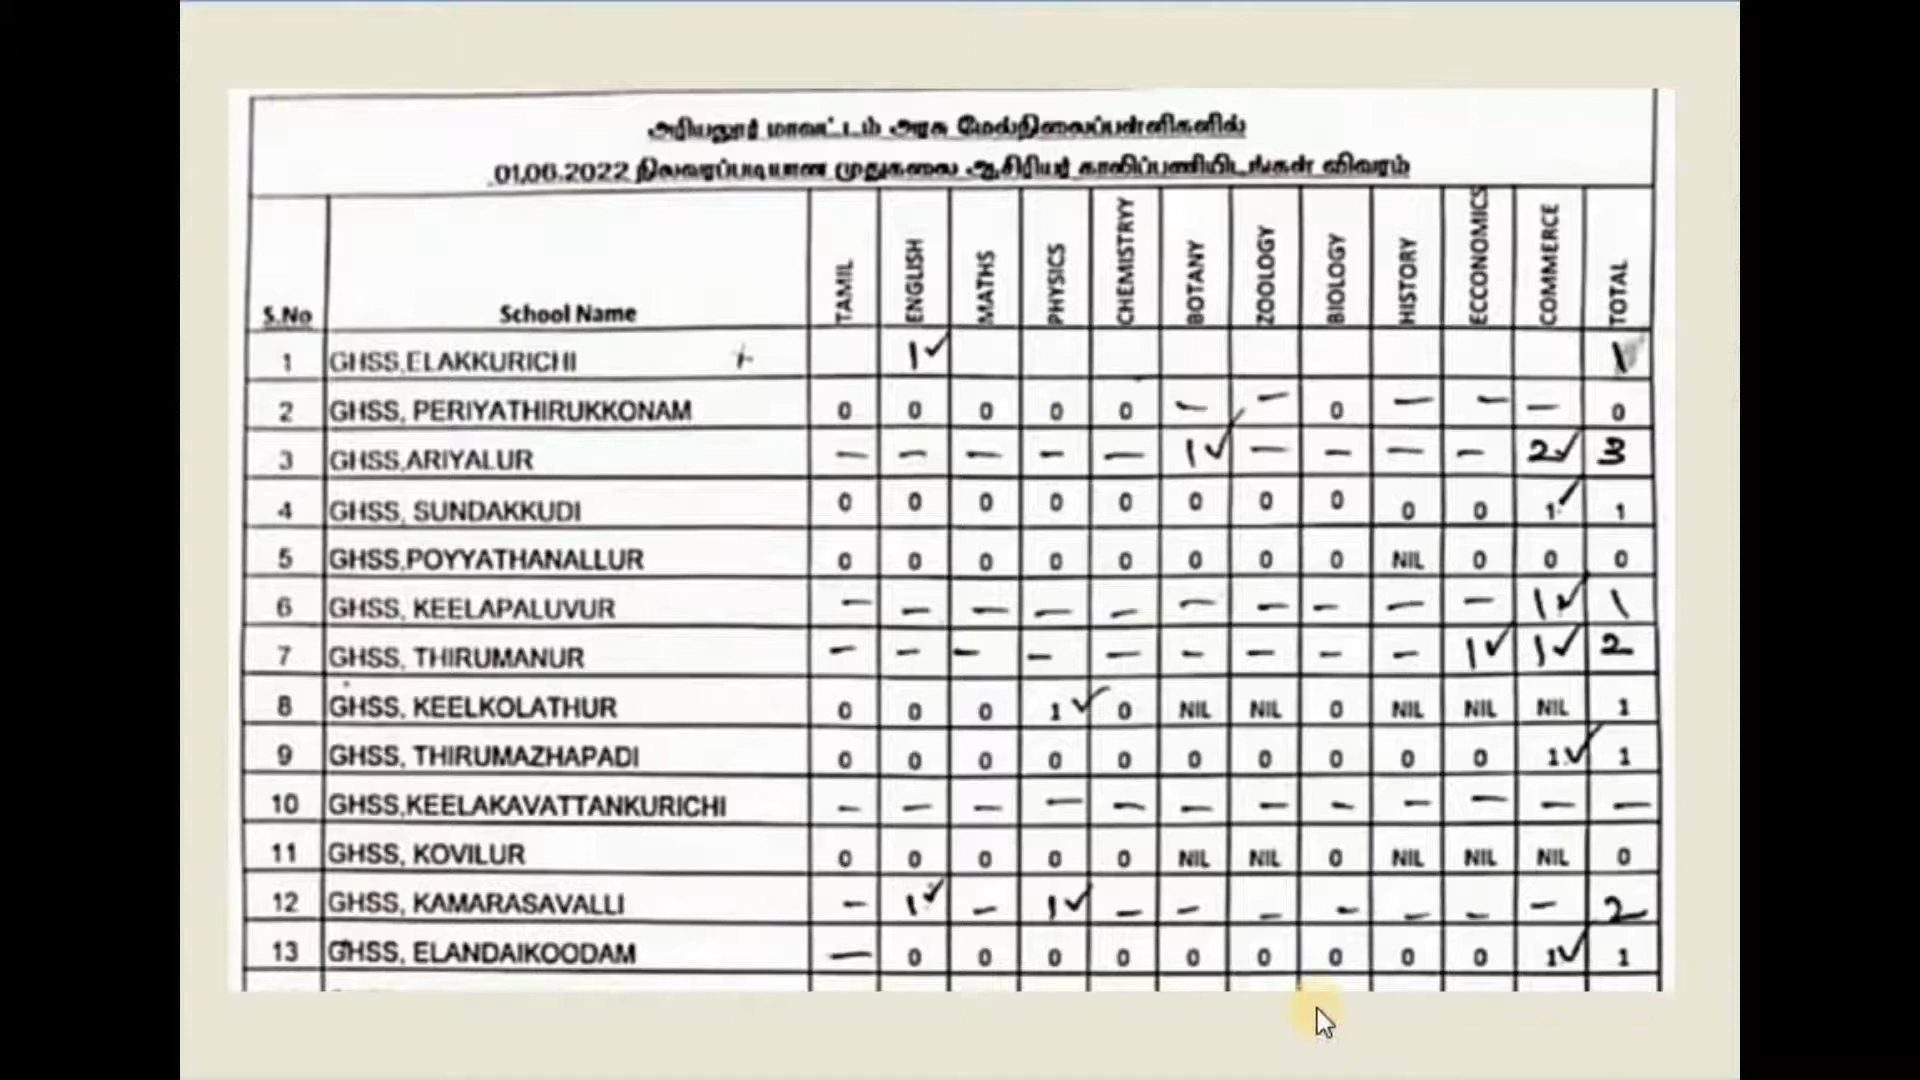 அரியலூர் மாவட்டம் அரசு மேல்நிலைப்பள்ளிகளில்
01.06.2022 நிலவரப்படியான முதுகலை ஆசிரியர் காலிப்பணியிடங்கள் விவரம்
S.No School Name TAMIL ENGLISH MATHS PHYSICS CHEMISTRYY BOTANY ZOOLOGY BIOLOGY HISTORY ECCONOMICS COMMERCE TOTAL
1 GHSS,ELAKKURICHI 1✓ 1
2 GHSS, PERIYATHIRUKKONAM 0 0 0 0 0 — — 0 — — — 0
3 GHSS,ARIYALUR — — — — — 1✓ — — — — 2✓ 3
4 GHSS, SUNDAKKUDI 0 0 0 0 0 0 0 0 0 0 1✓ 1
5 GHSS,POYYATHANALLUR 0 0 0 0 0 0 0 0 NIL 0 0 0
6 GHSS, KEELAPALUVUR — — — — — — — — — — 1✓ 1
7 GHSS, THIRUMANUR — — — — — — — — — 1✓ 1✓ 2
8 GHSS, KEELKOLATHUR 0 0 0 1✓ 0 NIL NIL 0 NIL NIL NIL 1
9 GHSS, THIRUMAZHAPADI 0 0 0 0 0 0 0 0 0 0 1✓ 1
10 GHSS,KEELAKAVATTANKURICHI — — — — — — — — — — — —
11 GHSS, KOVILUR 0 0 0 0 0 NIL NIL 0 NIL NIL NIL 0
12 GHSS, KAMARASAVALLI — 1✓ — 1✓ — — — — — — — 2
13 GHSS, ELANDAIKOODAM — 0 0 0 0 0 0 0 0 0 1✓ 1